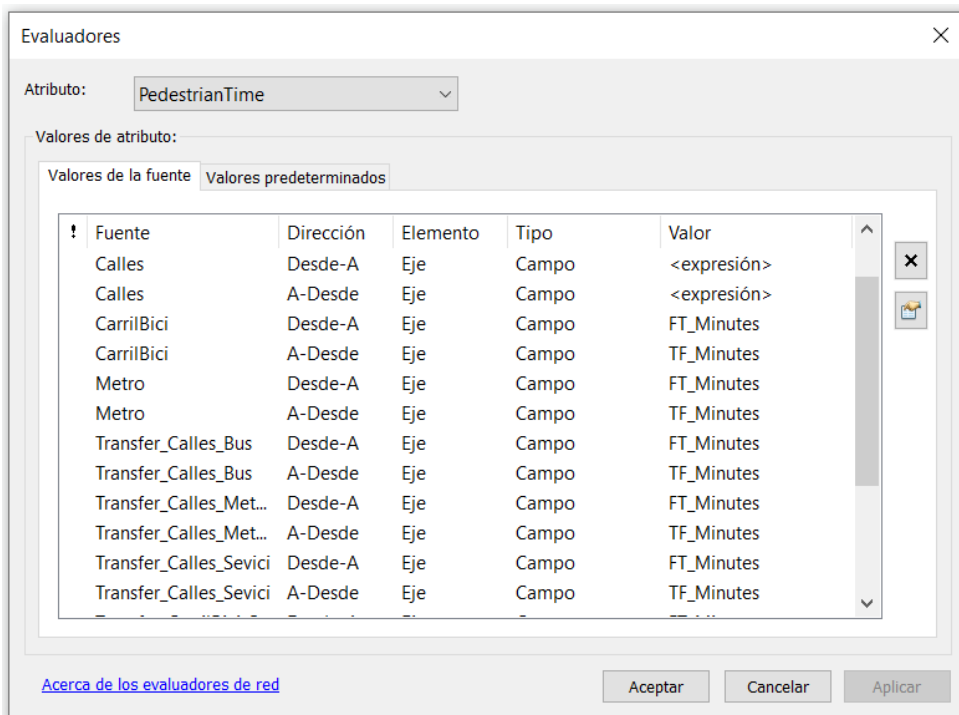 Evaluadores
Atributo: PedestrianTime
Valores de atributo:
Valores de la fuente Valores predeterminados
! Fuente Dirección Elemento Tipo Valor
Calles Desde-A Eje Campo <expresión>
Calles A-Desde Eje Campo <expresión>
CarrilBici Desde-A Eje Campo FT_Minutes
CarrilBici A-Desde Eje Campo TF_Minutes
Metro Desde-A Eje Campo FT_Minutes
Metro A-Desde Eje Campo TF_Minutes
Transfer_Calles_Bus Desde-A Eje Campo FT_Minutes
Transfer_Calles_Bus A-Desde Eje Campo TF_Minutes
Transfer_Calles_Met... Desde-A Eje Campo FT_Minutes
Transfer_Calles_Met... A-Desde Eje Campo TF_Minutes
Transfer_Calles_Sevici Desde-A Eje Campo FT_Minutes
Transfer_Calles_Sevici A-Desde Eje Campo TF_Minutes
Acerca de los evaluadores de red Aceptar Cancelar Aplicar